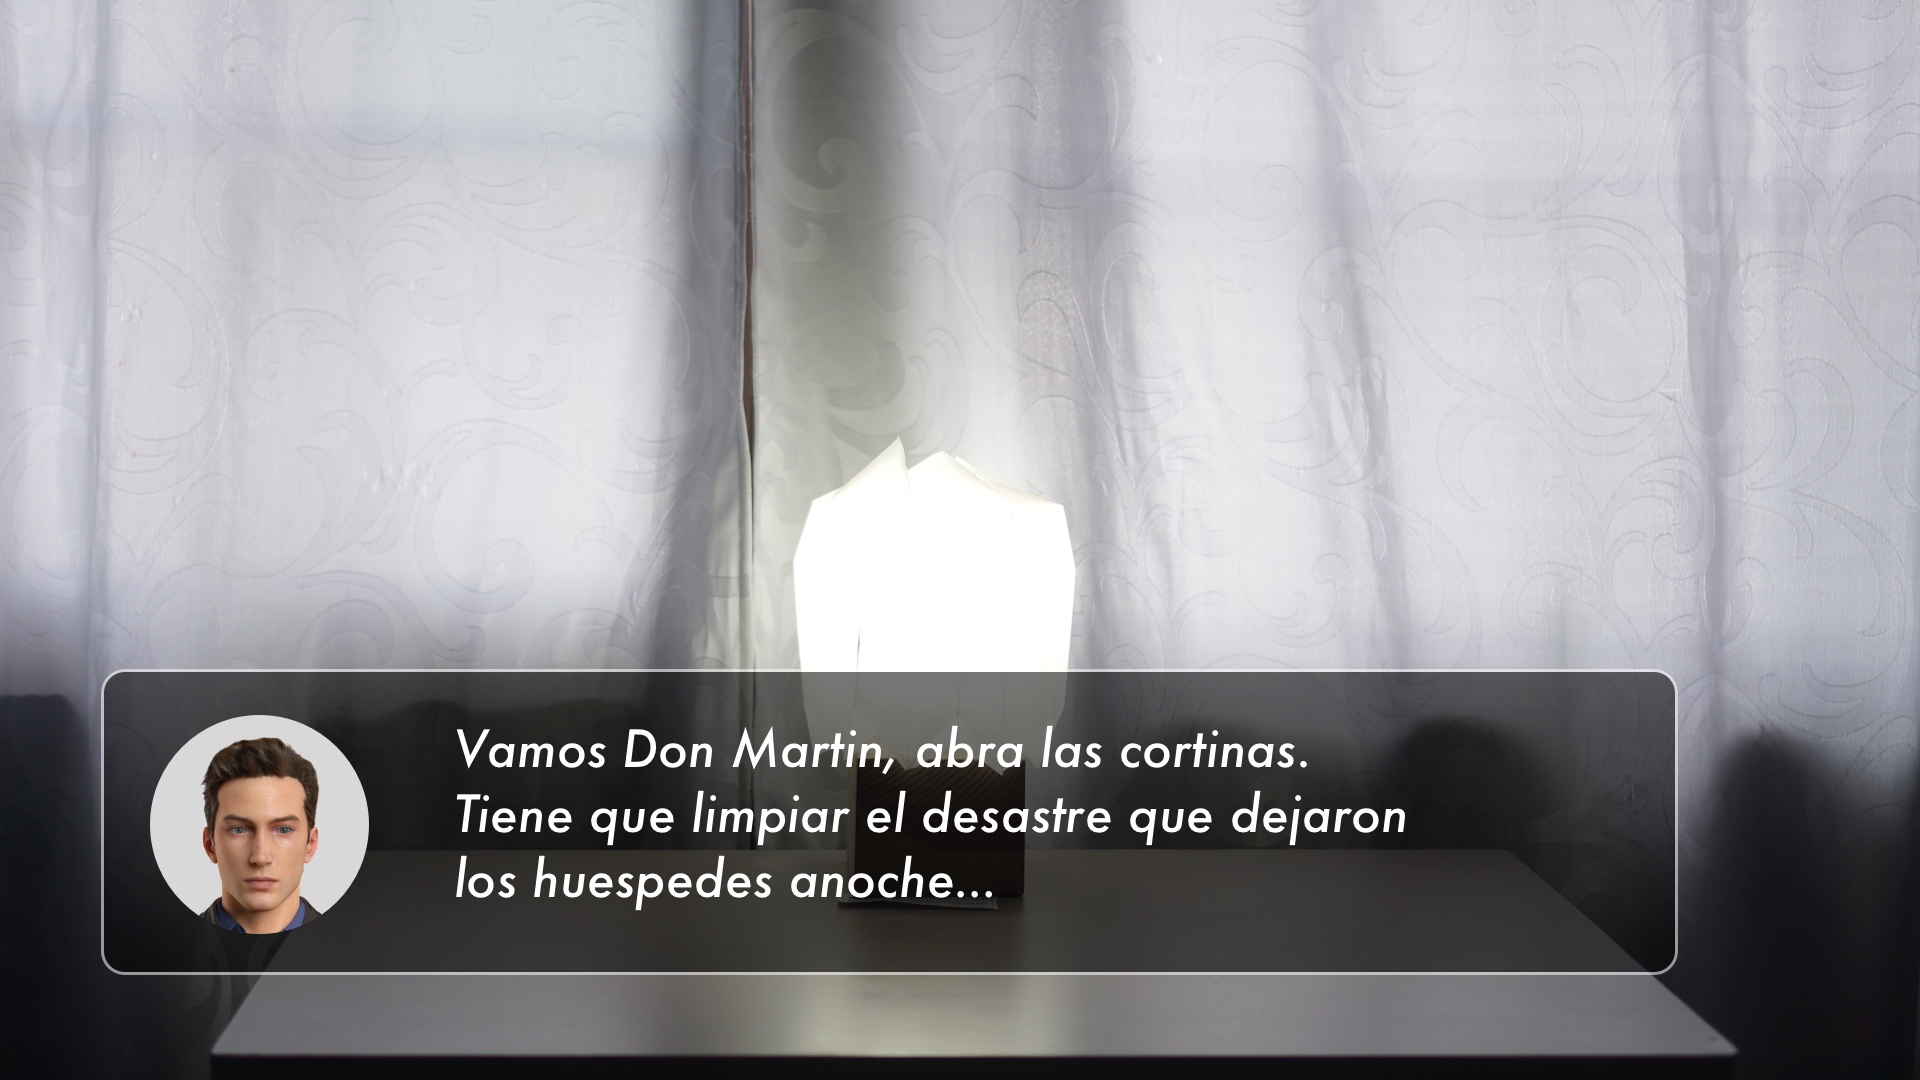 Vamos Don Martin, abra las cortinas.
Tiene que limpiar el desastre que dejaron
los huespedes anoche...